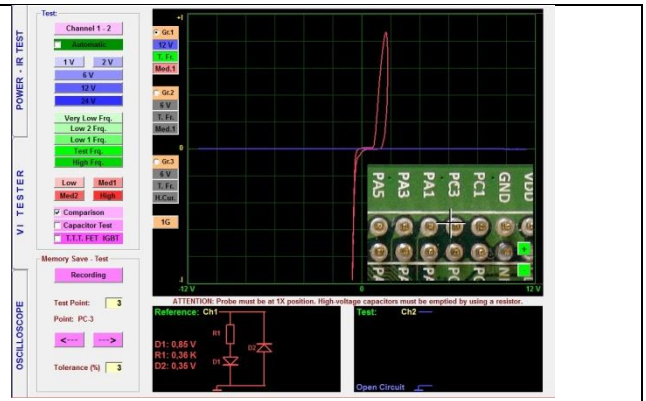 POWER - IR TEST
VI TESTER
OSCILLOSCOPE
Test:
Channel 1 - 2
Automatic
1 V 2 V
6 V
12 V
24 V
Very Low Frq.
Low 2 Frq.
Low 1 Frq.
Test Frq.
High Frq.
Low Med1
Med2 High
Comparison
Capacitor Test
T.T.T. FET IGBT
Memory Save - Test
Recording
Test Point: 3
Point: PC-3
<--- --->
Tolerance (%) 3
Gr.1
12 V
T. Fr.
Med.1
Gr.2
6 V
T. Fr.
Med.1
Gr.3
6 V
T. Fr.
H.Cur.
1G
+I
0
-I
-12 V 0 12 V
PA5
PA3
PA1
PC3
PC1
GND
VDD
ATTENTION: Probe must be at 1X position. High-voltage capacitors must be emptied by using a resistor.
Reference: Ch1
R1
D1
D2
D1: 0,85 V
R1: 0,36 K
D2: 0,35 V
Test: Ch2
Open Circuit